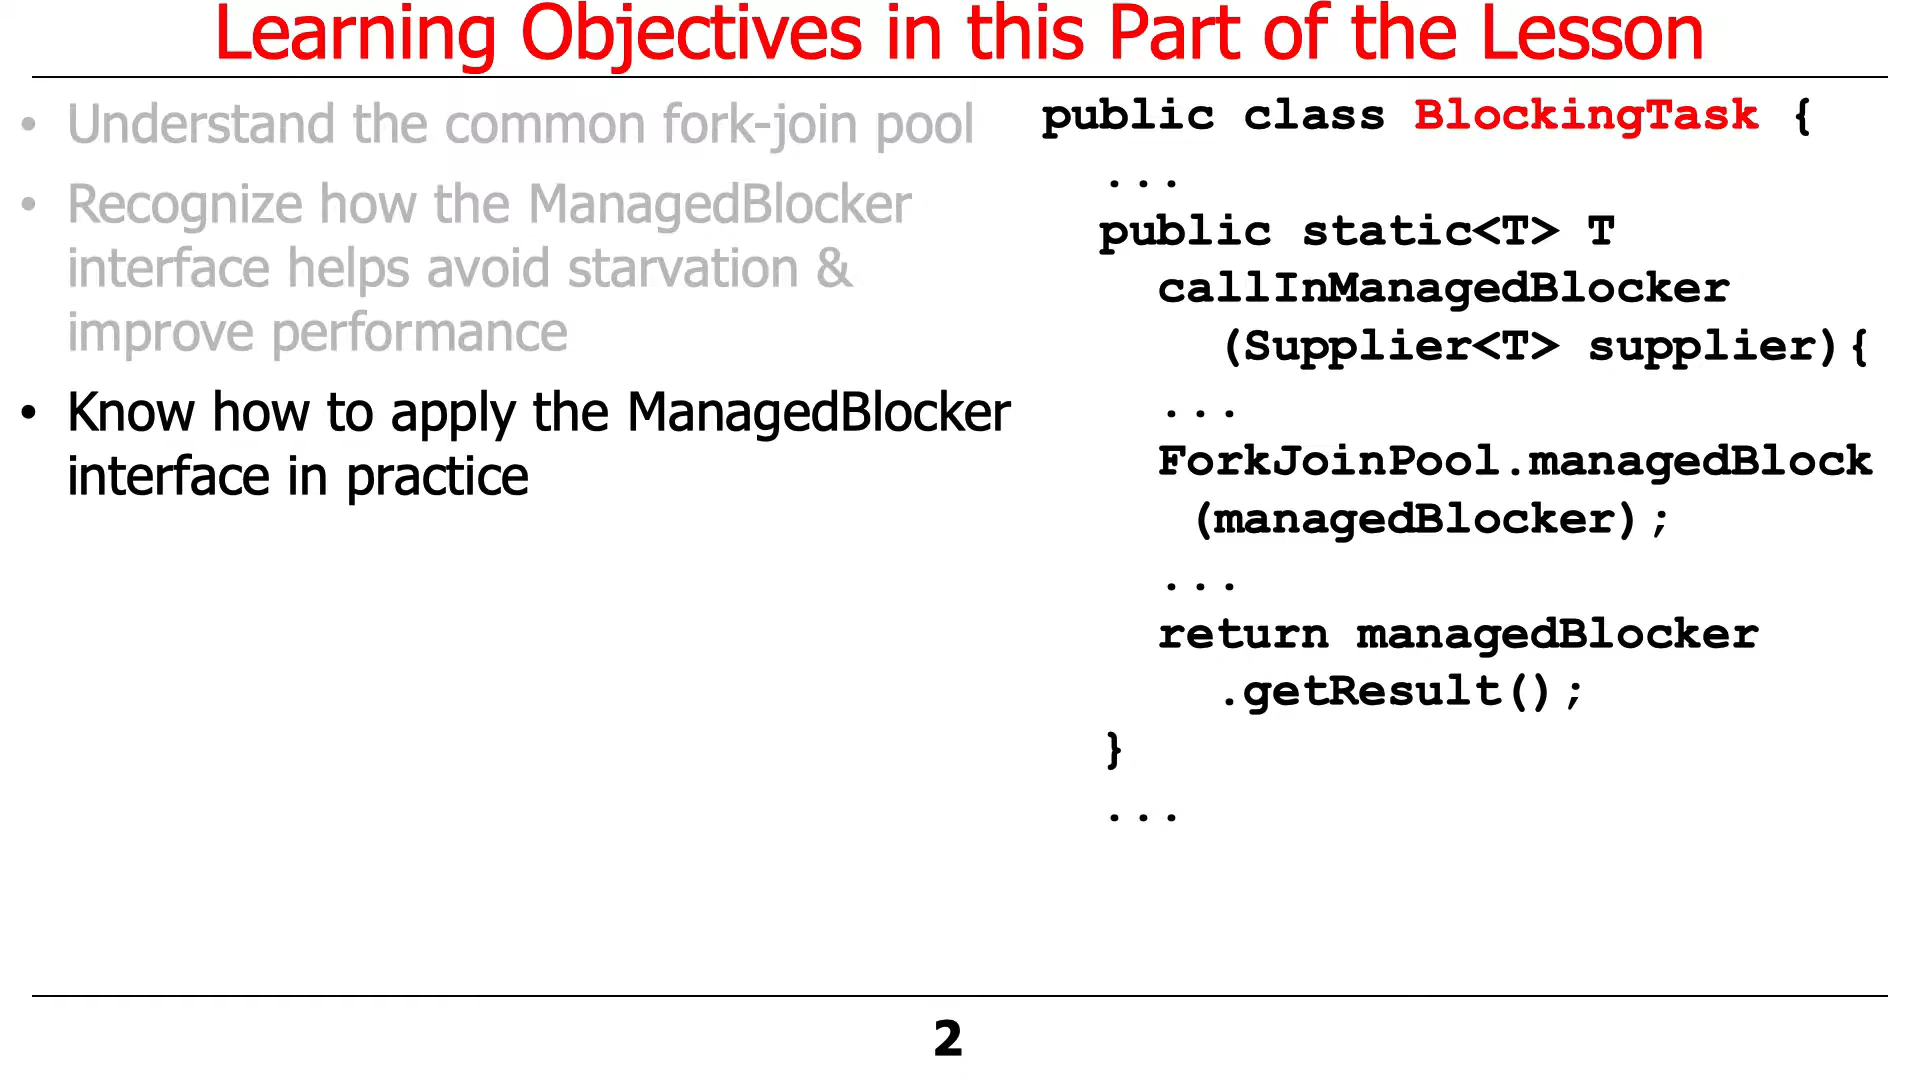 Learning Objectives in this Part of the Lesson
• Understand the common fork-join pool
• Recognize how the ManagedBlocker
interface helps avoid starvation &
improve performance
• Know how to apply the ManagedBlocker
interface in practice
public class BlockingTask {
...
public static<T> T
callInManagedBlocker
(Supplier<T> supplier){
...
ForkJoinPool.managedBlock
(managedBlocker);
...
return managedBlocker
.getResult();
}
...
2